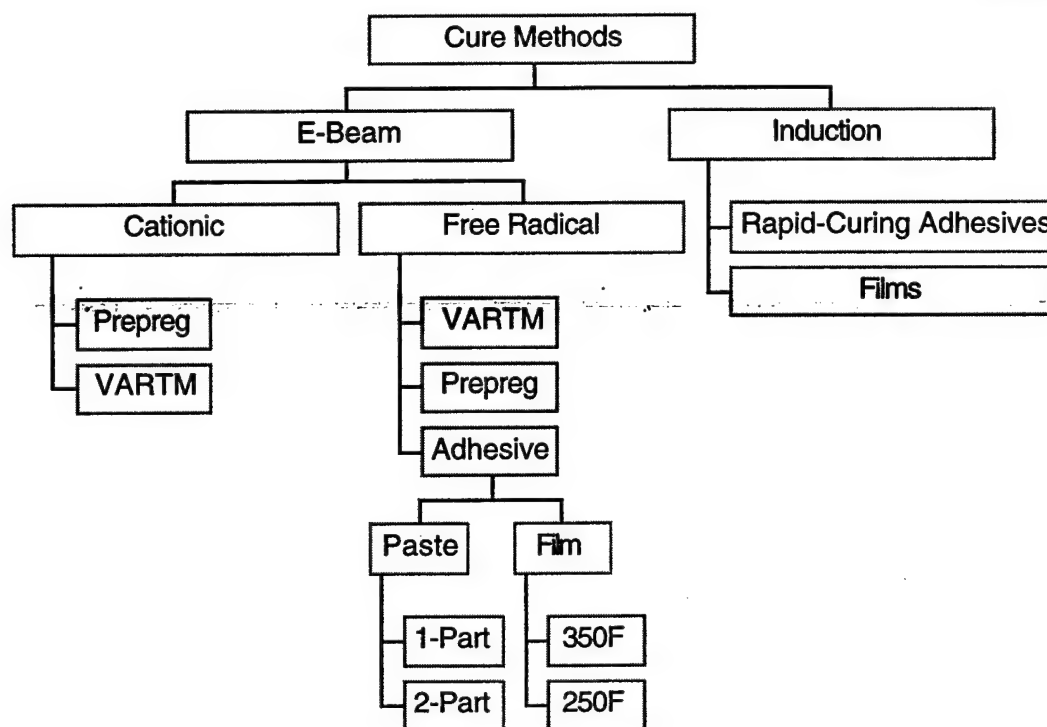 Cure Methods
E-Beam
Induction
Cationic
Free Radical
Rapid-Curing Adhesives
Films
Prepreg
VARTM
VARTM
Prepreg
Adhesive
Paste
Film
1-Part
350F
2-Part
250F